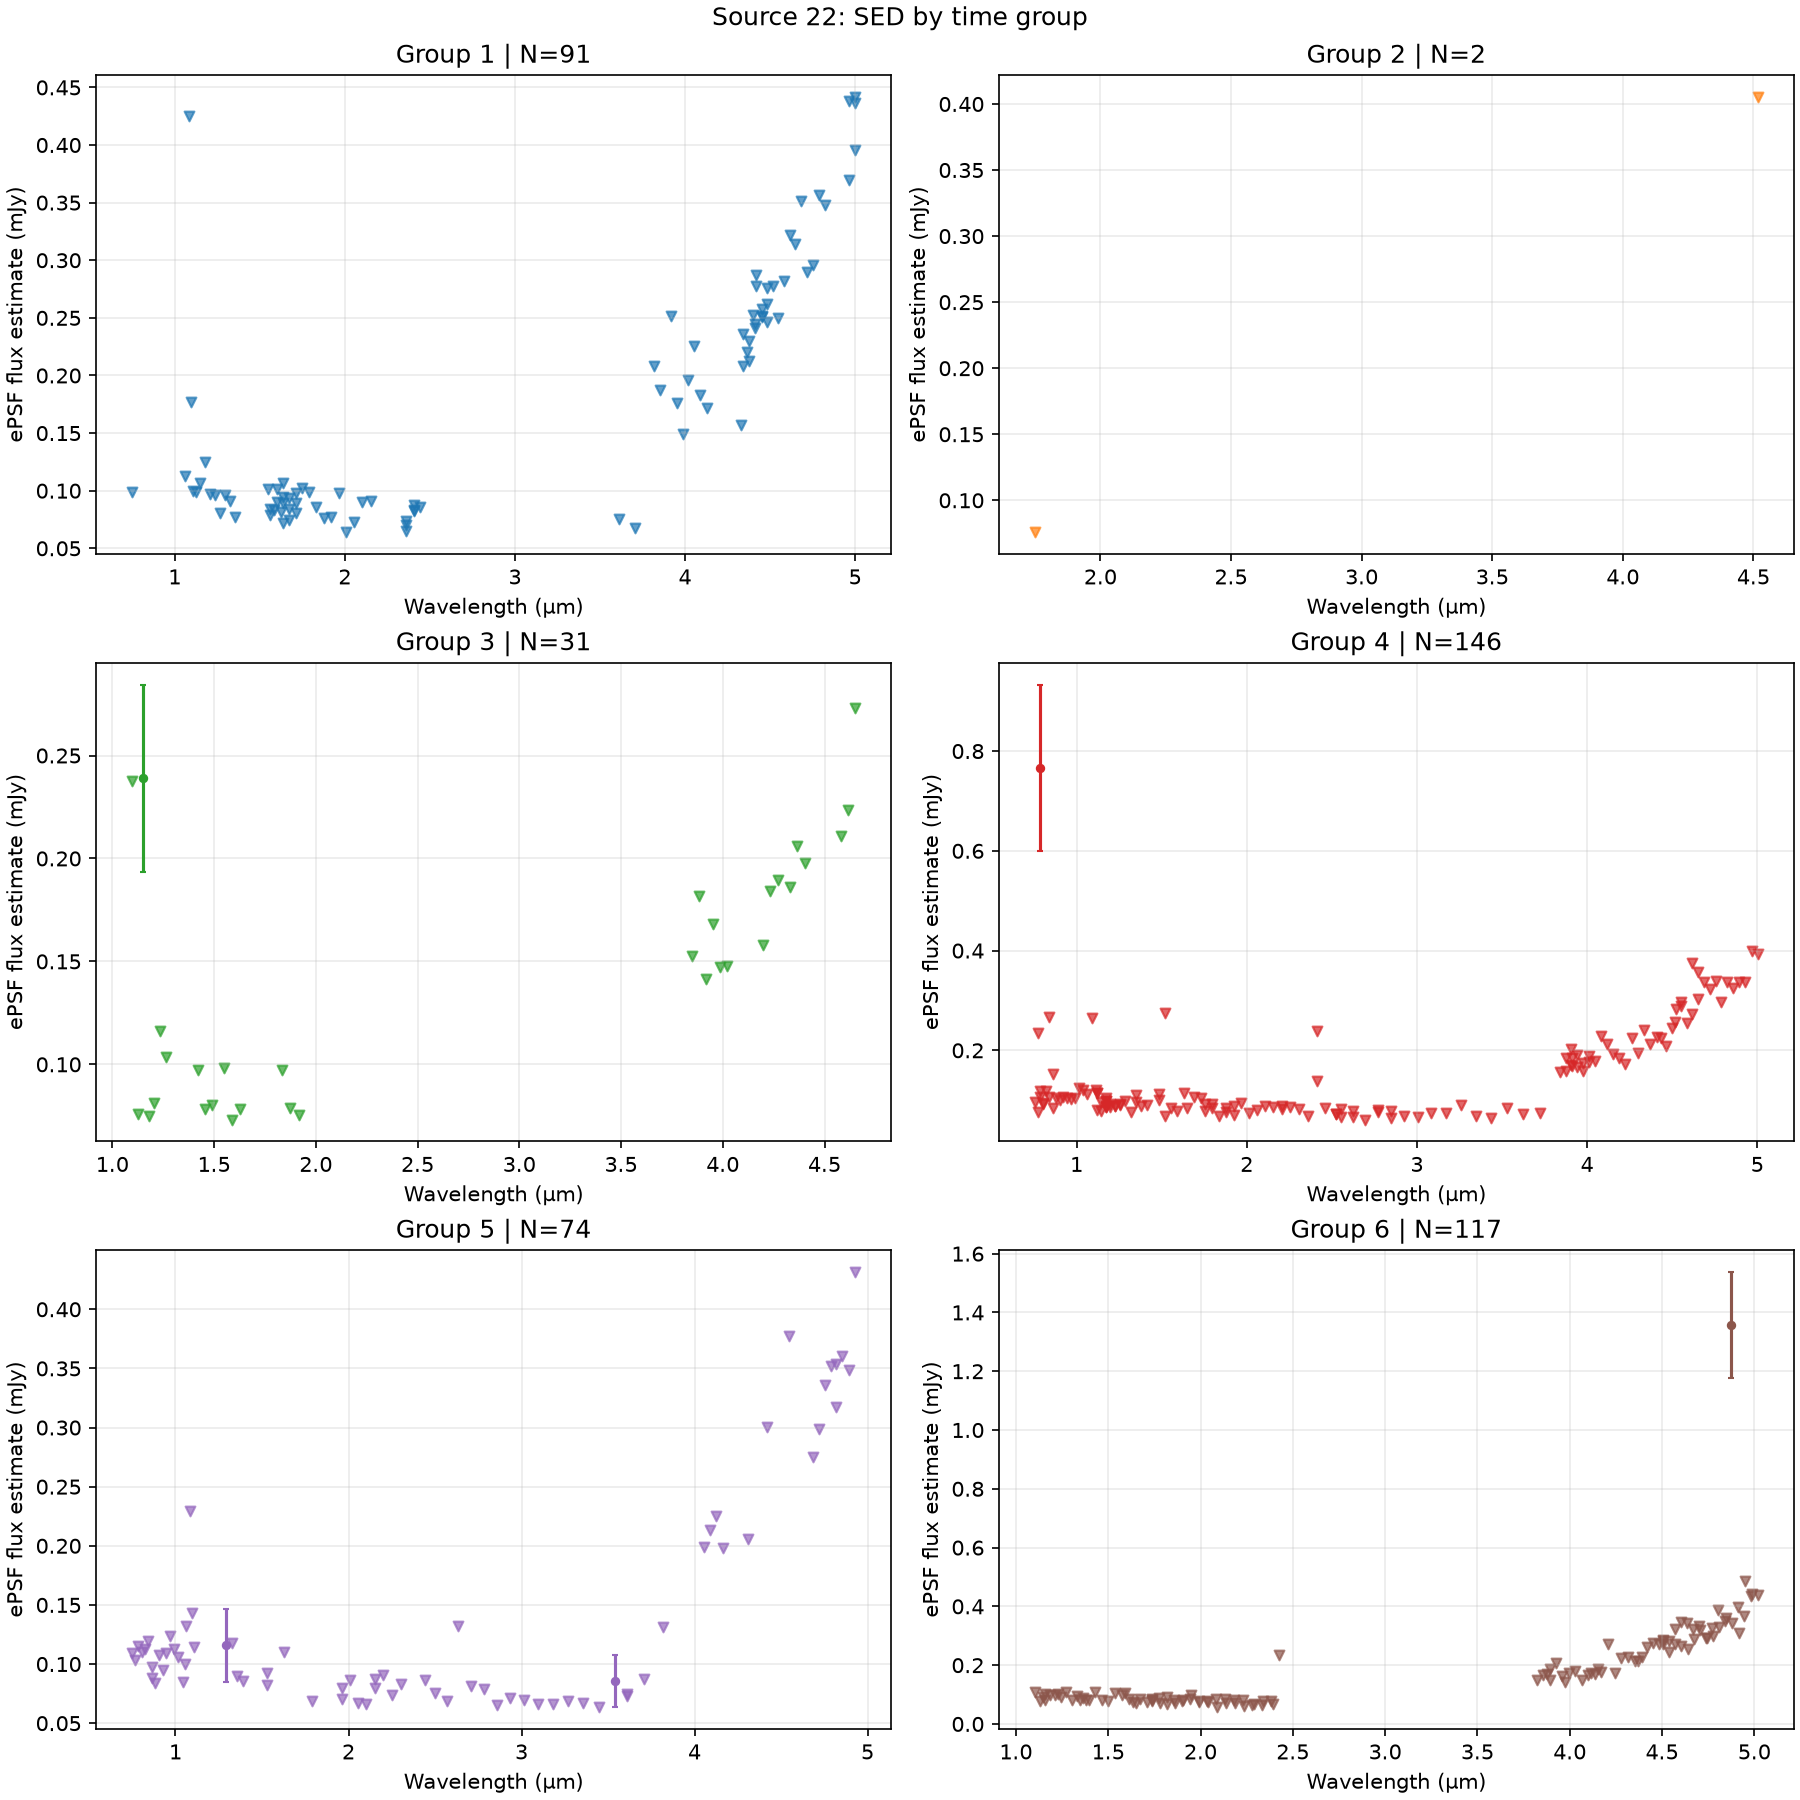 Source 22: SED by time group
Group 1 | N=91
ePSF flux estimate (mJy)
0.45
0.40
0.35
0.30
0.25
0.20
0.15
0.10
0.05
1 2 3 4 5
Wavelength (μm)
Group 2 | N=2
ePSF flux estimate (mJy)
0.40
0.35
0.30
0.25
0.20
0.15
0.10
2.0 2.5 3.0 3.5 4.0 4.5
Wavelength (μm)
Group 3 | N=31
ePSF flux estimate (mJy)
0.25
0.20
0.15
0.10
1.0 1.5 2.0 2.5 3.0 3.5 4.0 4.5
Wavelength (μm)
Group 4 | N=146
ePSF flux estimate (mJy)
0.8
0.6
0.4
0.2
1 2 3 4 5
Wavelength (μm)
Group 5 | N=74
ePSF flux estimate (mJy)
0.40
0.35
0.30
0.25
0.20
0.15
0.10
0.05
1 2 3 4 5
Wavelength (μm)
Group 6 | N=117
ePSF flux estimate (mJy)
1.6
1.4
1.2
1.0
0.8
0.6
0.4
0.2
0.0
1.0 1.5 2.0 2.5 3.0 3.5 4.0 4.5 5.0
Wavelength (μm)